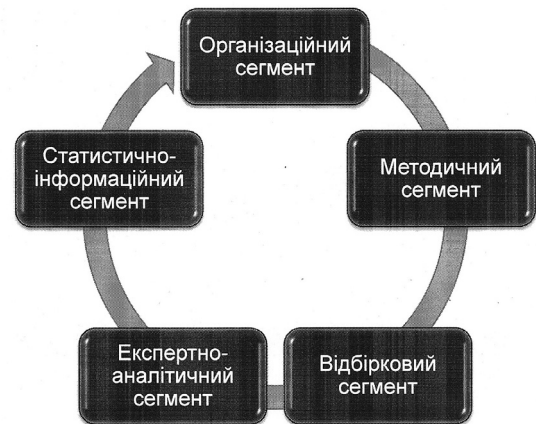 Організаційний
сегмент
Методичний
сегмент
Відбірковий
сегмент
Експертно-
аналітичний
сегмент
Статистично-
інформаційний
сегмент